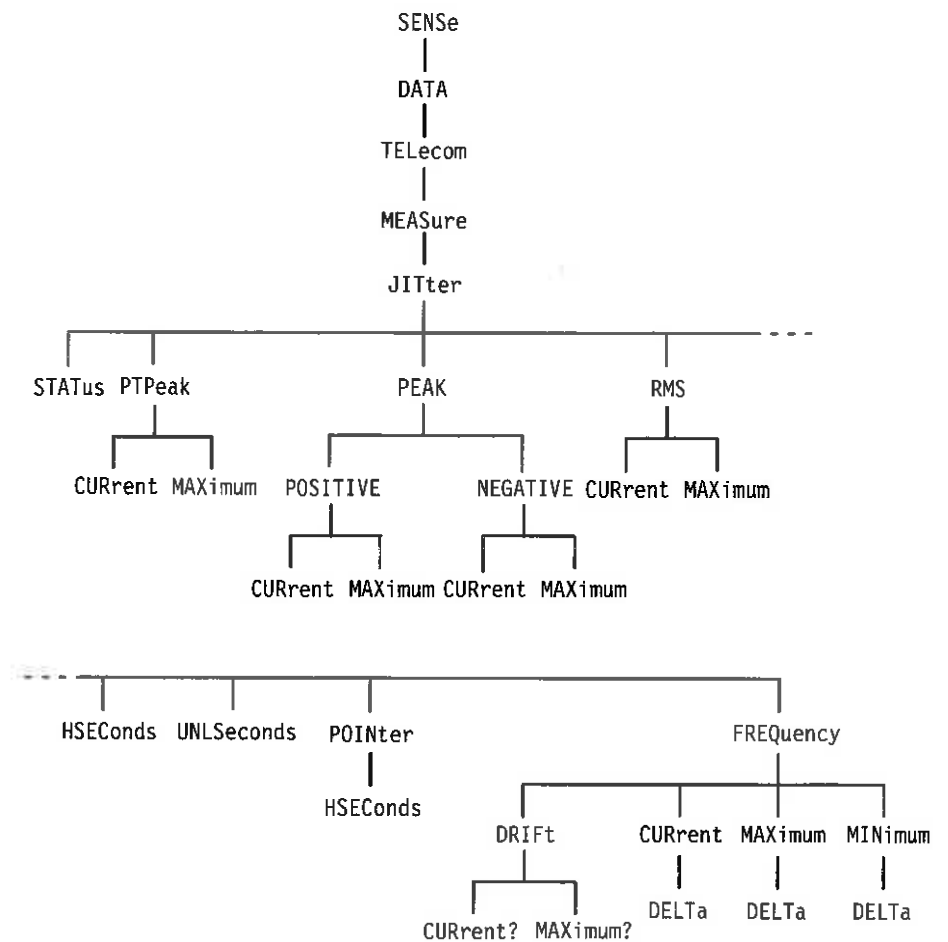 SENSe
DATA
TELecom
MEASure
JITter
STATus PTPeak PEAK RMS
CURrent MAXimum POSITIVE NEGATIVE CURrent MAXimum
CURrent MAXimum CURrent MAXimum
HSEConds UNLSeconds POINter FREQuency
HSEConds
DRIFt CURrent MAXimum MINimum
CURrent? MAXimum? DELTa DELTa DELTa